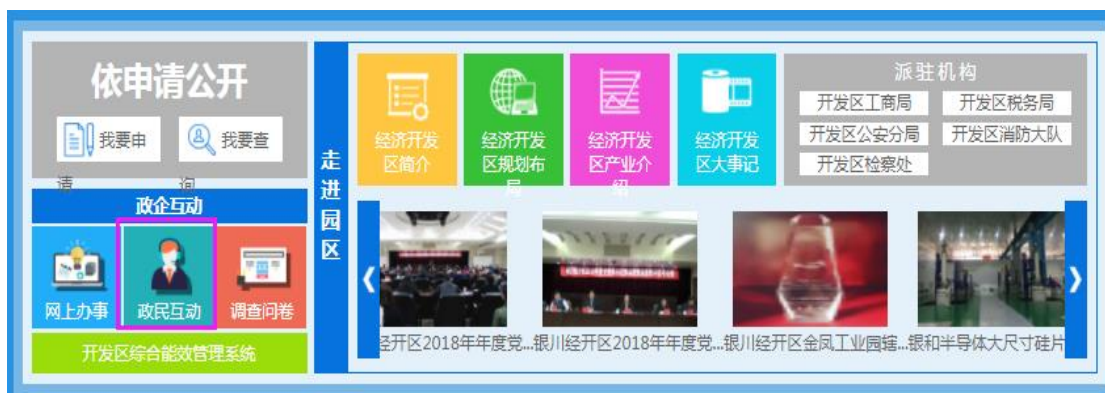 依申请公开
我要申
请
我要查
询
政企互动
网上办事
政民互动
调查问卷
开发区综合能效管理系统
走
进
园
区
经济开发
区简介
经济开发
区规划布
局
经济开发
区产业介
绍
经济开发
区大事记
派驻机构
开发区工商局
开发区税务局
开发区公安分局
开发区消防大队
开发区检察处
经开区2018年年度党...
银川经开区2018年年度党...
银川经开区金凤工业园辖...
银和半导体大尺寸硅片